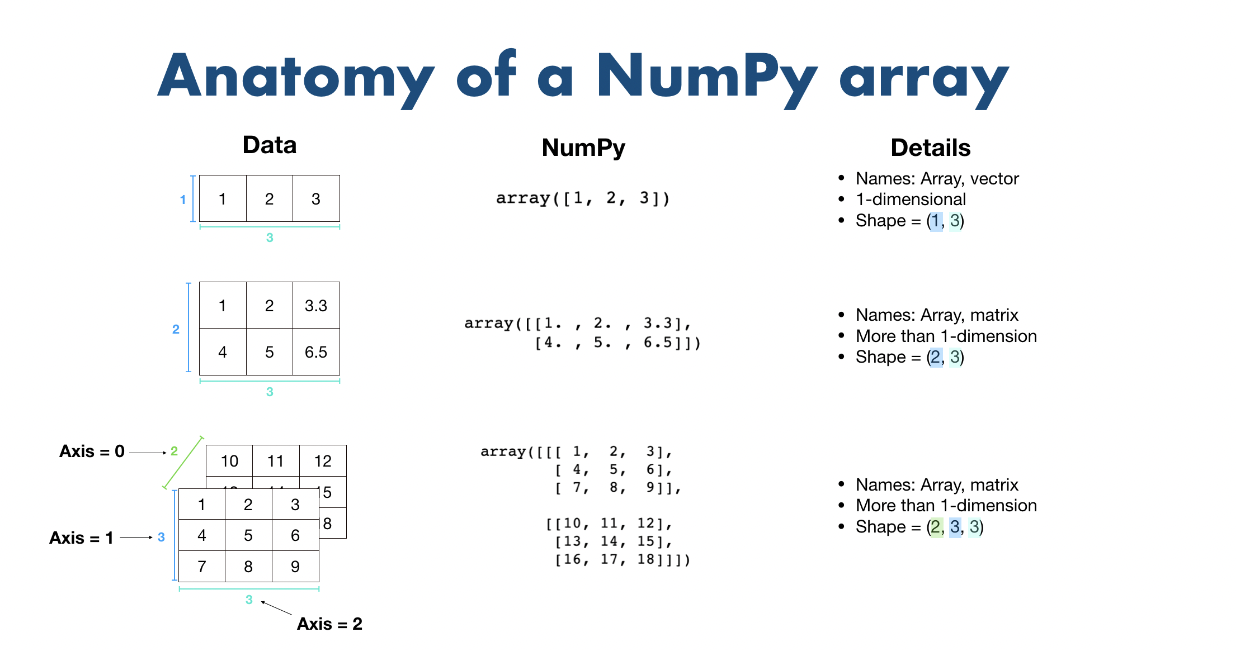 Anatomy of a NumPy array
Data
NumPy
Details
1
1 2 3
3
array([1, 2, 3])
• Names: Array, vector
• 1-dimensional
• Shape = (1, 3)
2
1 2 3.3
4 5 6.5
3
array([[1. , 2. , 3.3],
[4. , 5. , 6.5]])
• Names: Array, matrix
• More than 1-dimension
• Shape = (2, 3)
Axis = 0
2
10 11 12
5
8
1 2 3
4 5 6
7 8 9
Axis = 1
3
3
Axis = 2
array([[[ 1, 2, 3],
[ 4, 5, 6],
[ 7, 8, 9]],
[[10, 11, 12],
[13, 14, 15],
[16, 17, 18]]])
• Names: Array, matrix
• More than 1-dimension
• Shape = (2, 3, 3)